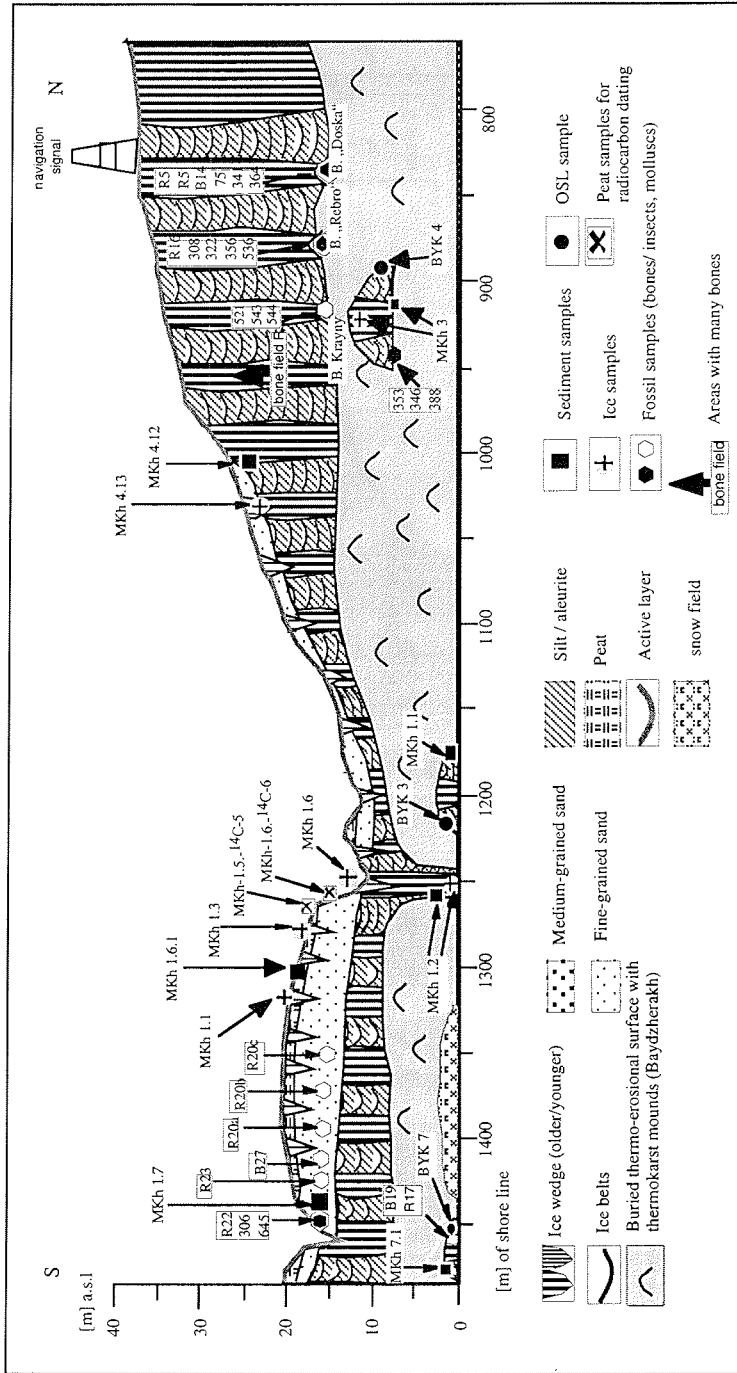 S
N
navigation
signal
[m] a.s.l
40
30
20
10
0
MKh 1.7
R22
306
645
R23
B27
R20a
R20b
R20c
MKh 1.1
MKh 1.6.1
MKh 1.3
MKh-1.5.-14C-5
MKh-1.6.-14C-6
MKh 1.6
MKh 4.13
MKh 4.12
bone field R
521
543
544
B. Krayny
R16
308
322
356
536
B. „Rebro“
R5
R5
B14
75
341
364
B. „Doska“
MKh 7.1
B19
R17
BYK 7
MKh 1.2
BYK 3
MKh 1.1
353
346
388
MKh 3
BYK 4
[m] of shore line
1400
1300
1200
1100
1000
900
800
Ice wedge (older/younger)
Ice belts
Buried thermo-erosional surface with
thermokarst mounds (Baydzherakh)
Medium-grained sand
Fine-grained sand
Silt / aleurite
Peat
Active layer
snow field
Sediment samples
Ice samples
Fossil samples (bones/ insects, molluscs)
bone field
Areas with many bones
OSL sample
Peat samples for
radiocarbon dating